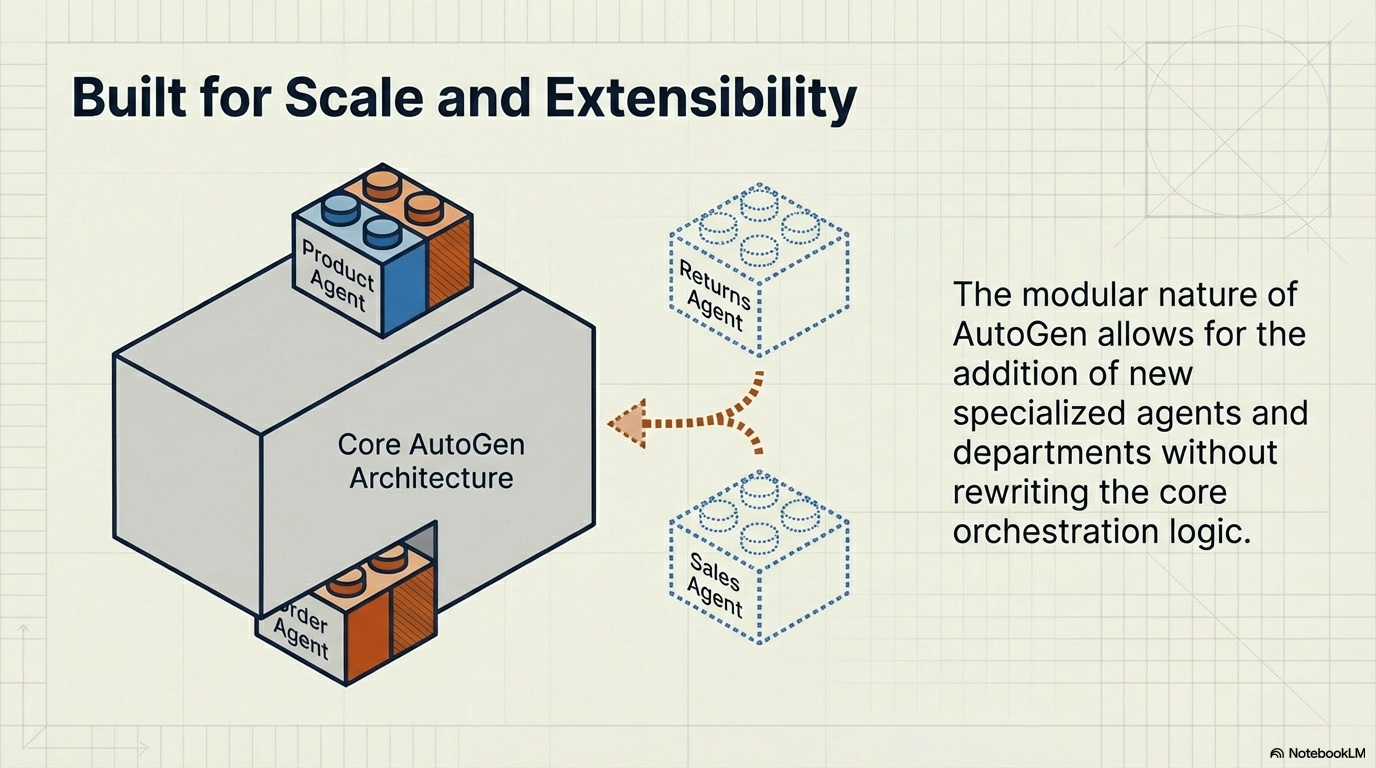 Built for Scale and Extensibility
Product
Agent
Returns
Agent
Core AutoGen
Architecture
Sales
Agent
rder
Agent
The modular nature of
AutoGen allows for the
addition of new
specialized agents and
departments without
rewriting the core
orchestration logic.
NotebookLM